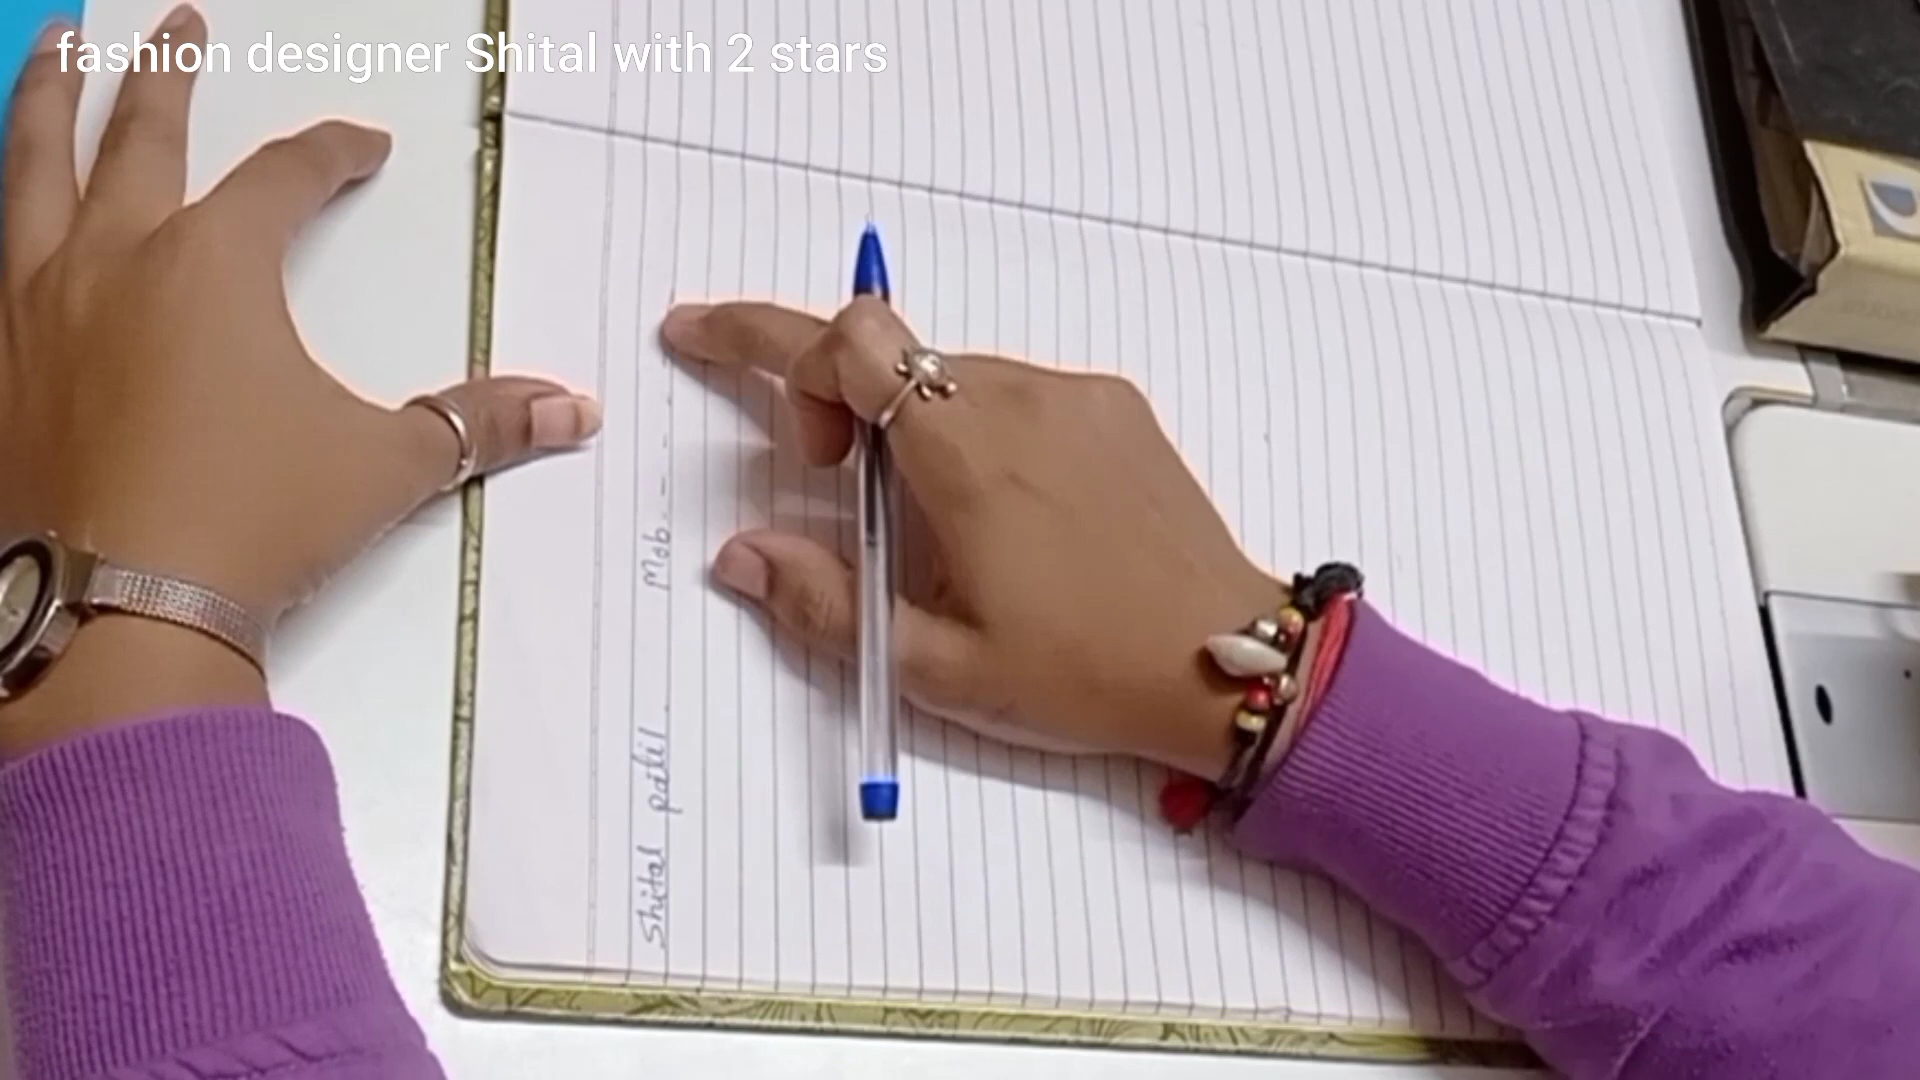 fashion designer Shital with 2 stars
Shital patil. Mob. - - - -